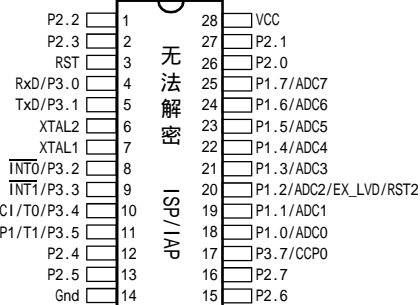 P2.2 1 28 VCC
P2.3 2 27 P2.1
RST 3 26 P2.0
RxD/P3.0 4 25 P1.7/ADC7
TxD/P3.1 5 24 P1.6/ADC6
XTAL2 6 23 P1.5/ADC5
XTAL1 7 22 P1.4/ADC4
INT0/P3.2 8 21 P1.3/ADC3
INT1/P3.3 9 20 P1.2/ADC2/EX_LVD/RST2
CI/T0/P3.4 10 19 P1.1/ADC1
P1/T1/P3.5 11 18 P1.0/ADC0
P2.4 12 17 P3.7/CCP0
P2.5 13 16 P2.7
Gnd 14 15 P2.6
无法解密 ISP/IAP